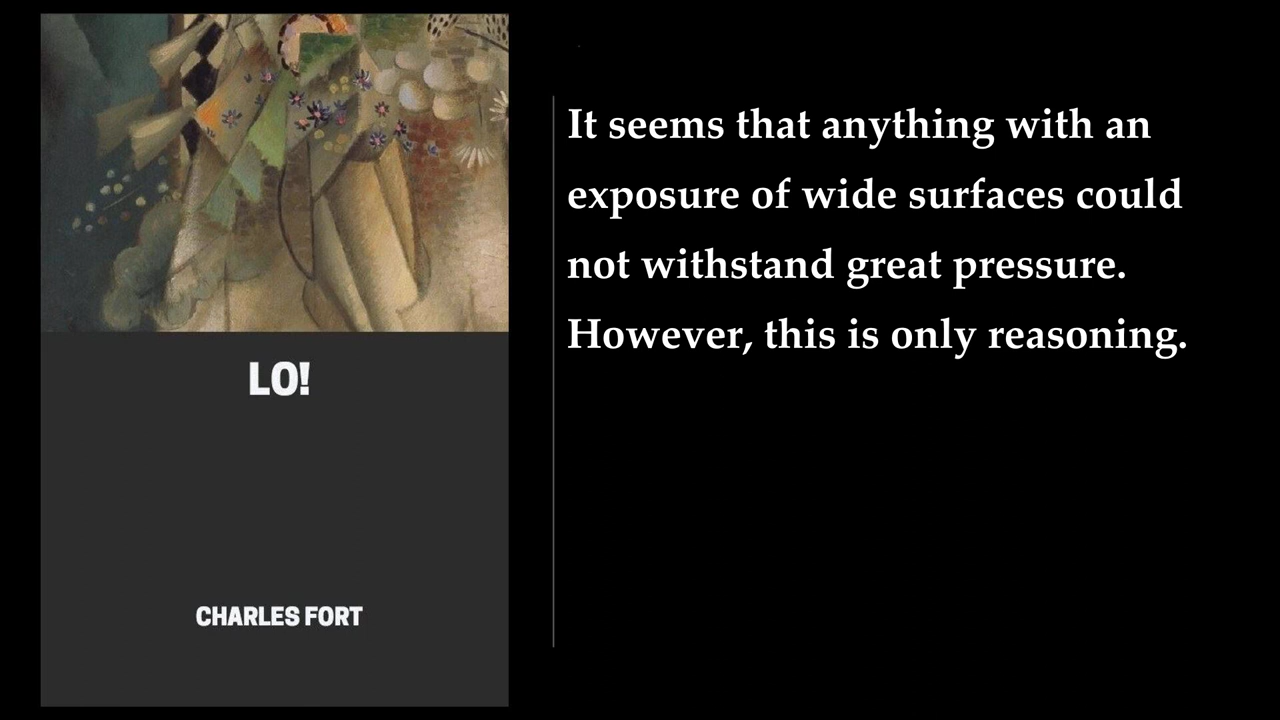 LO!
CHARLES FORT
It seems that anything with an
exposure of wide surfaces could
not withstand great pressure.
However, this is only reasoning.